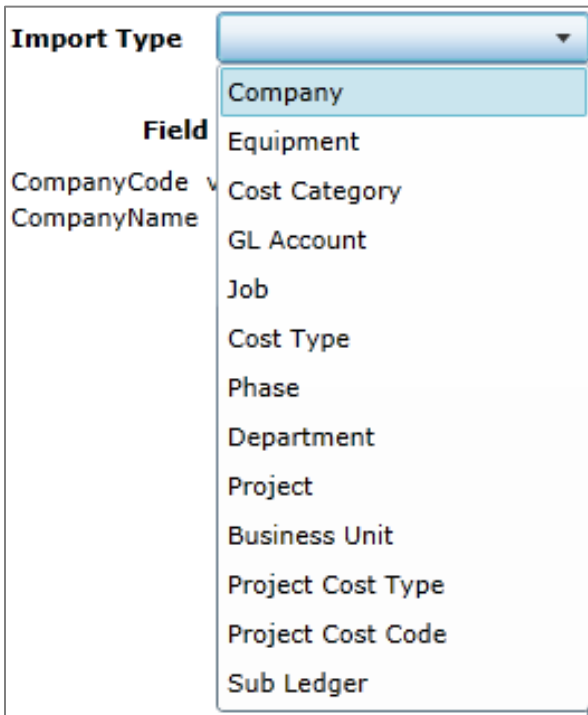 Import Type
Company
Field
Equipment
CompanyCode
Cost Category
CompanyName
GL Account
Job
Cost Type
Phase
Department
Project
Business Unit
Project Cost Type
Project Cost Code
Sub Ledger